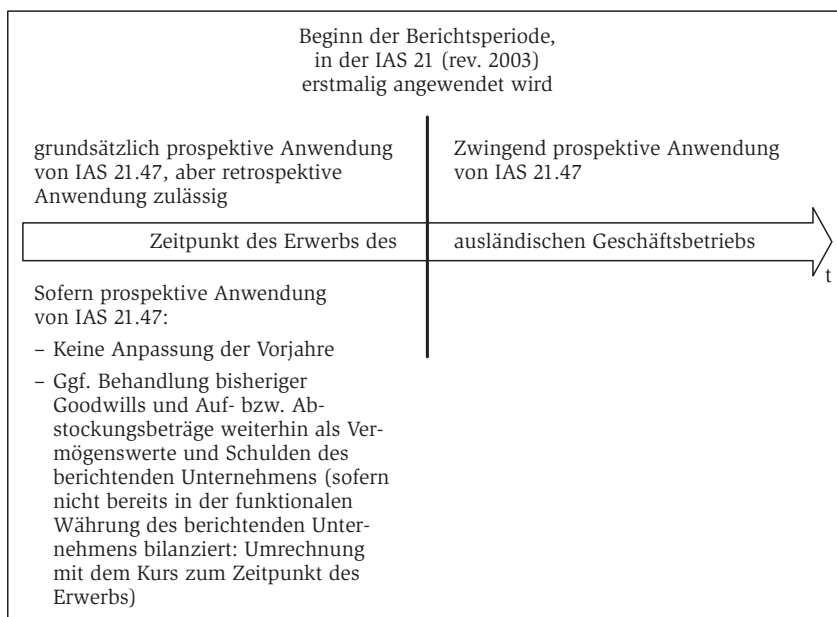 Beginn der Berichtsperiode,
in der IAS 21 (rev. 2003)
erstmalig angewendet wird
grundsätzlich prospektive Anwendung
von IAS 21.47, aber retrospektive
Anwendung zulässig
Zwingend prospektive Anwendung
von IAS 21.47
Zeitpunkt des Erwerbs des ausländischen Geschäftsbetriebs
t
Sofern prospektive Anwendung
von IAS 21.47:
– Keine Anpassung der Vorjahre
– Ggf. Behandlung bisheriger
Goodwills und Auf- bzw. Ab-
stockungsbeträge weiterhin als Ver-
mögenswerte und Schulden des
berichtenden Unternehmens (sofern
nicht bereits in der funktionalen
Währung des berichtenden Unter-
nehmens bilanziert: Umrechnung
mit dem Kurs zum Zeitpunkt des
Erwerbs)